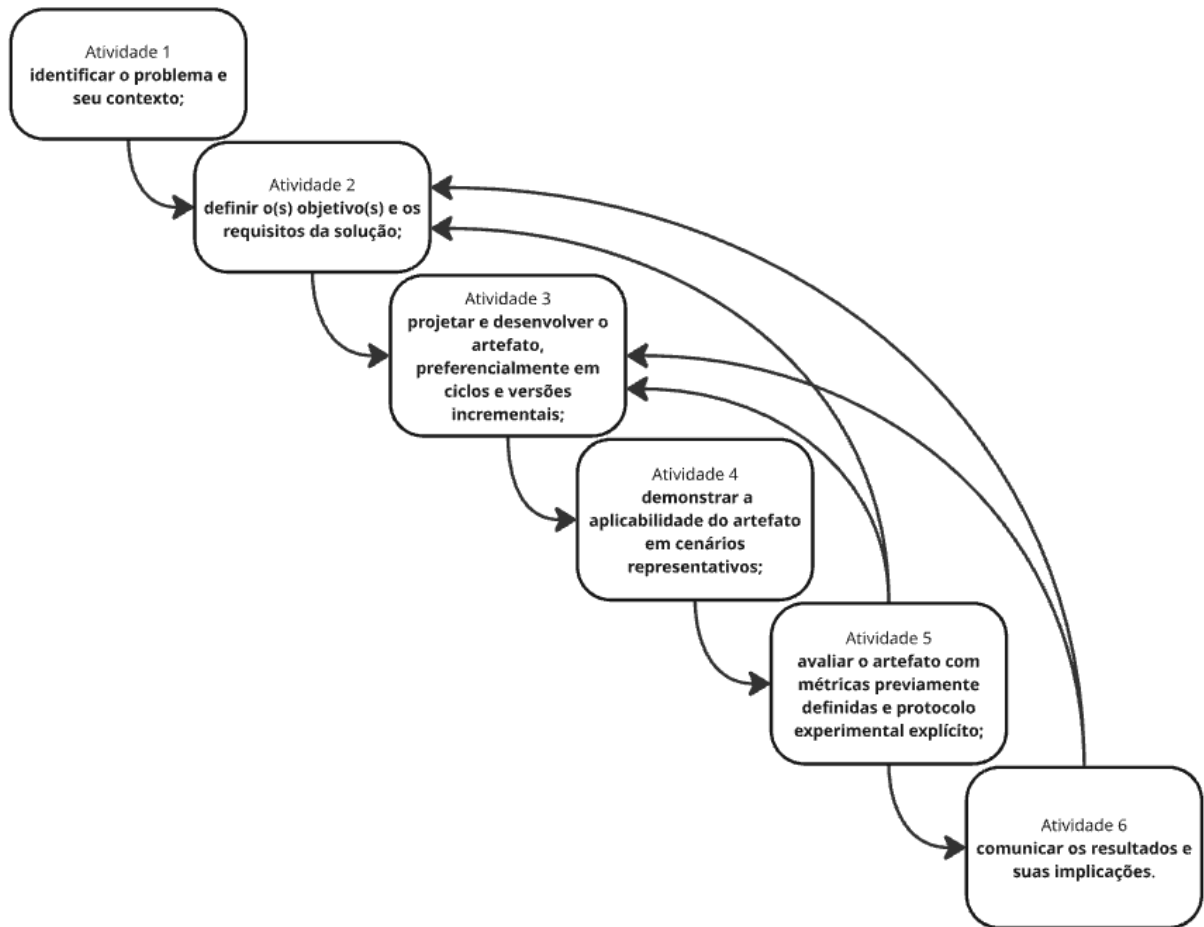 Atividade 1
identificar o problema e
seu contexto;
Atividade 2
definir o(s) objetivo(s) e os
requisitos da solução;
Atividade 3
projetar e desenvolver o
artefato,
preferencialmente em
ciclos e versões
incrementais;
Atividade 4
demonstrar a
aplicabilidade do artefato
em cenários
representativos;
Atividade 5
avaliar o artefato com
métricas previamente
definidas e protocolo
experimental explícito;
Atividade 6
comunicar os resultados e
suas implicações.